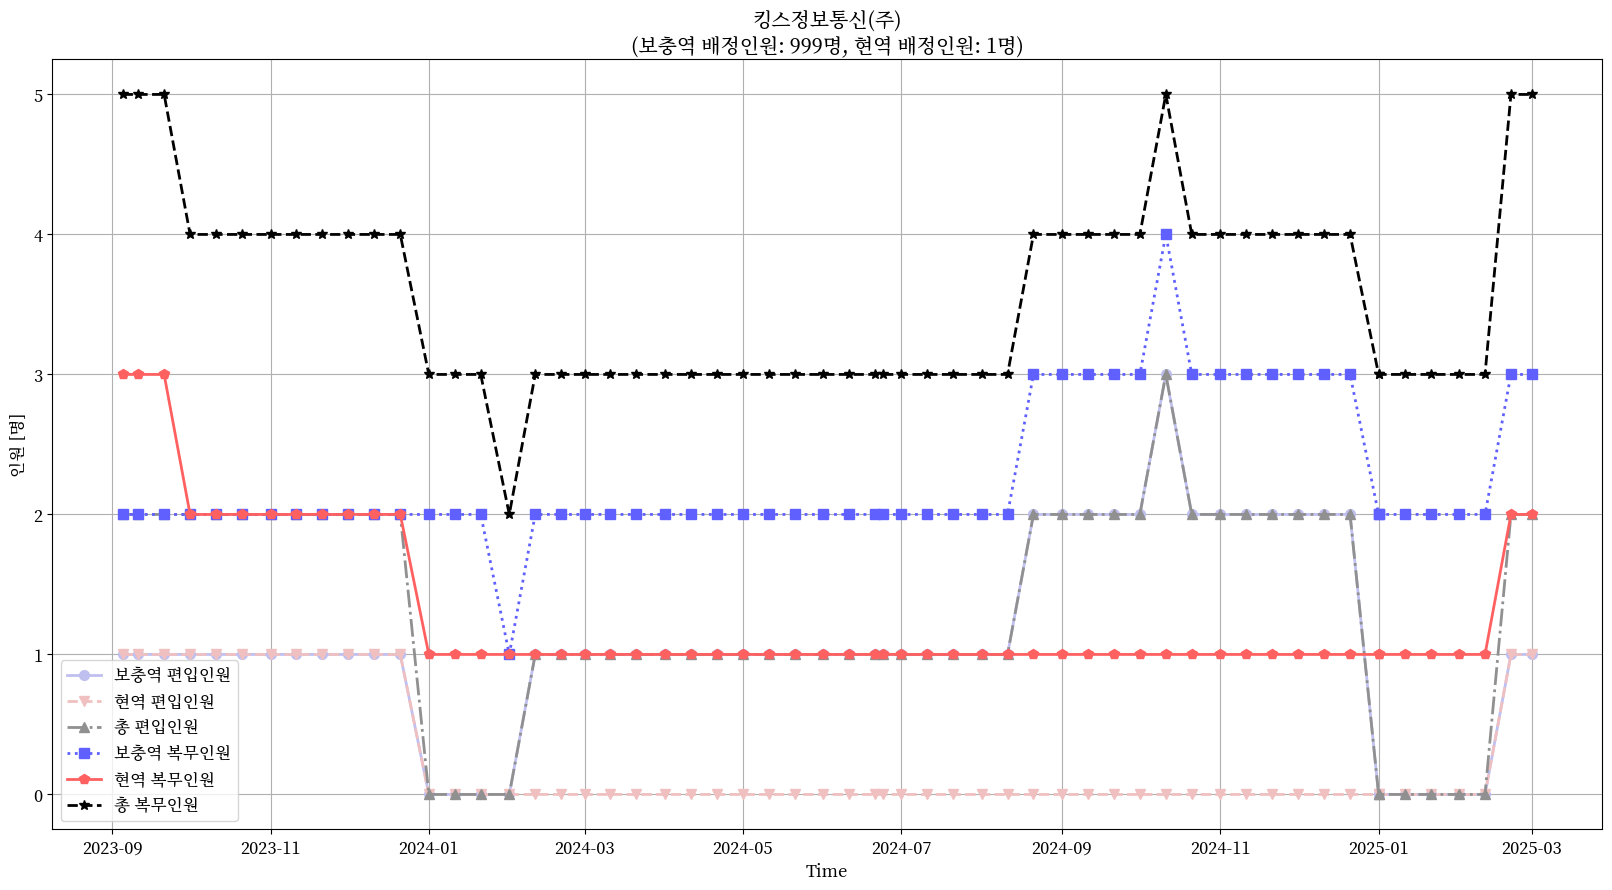 킹스정보통신(주)
(보충역 배정인원: 999명, 현역 배정인원: 1명)
인원 [명]
5
4
3
2
1
0
보충역 편입인원
현역 편입인원
총 편입인원
보충역 복무인원
현역 복무인원
총 복무인원
2023-09
2023-11
2024-01
2024-03
2024-05
2024-07
2024-09
2024-11
2025-01
2025-03
Time